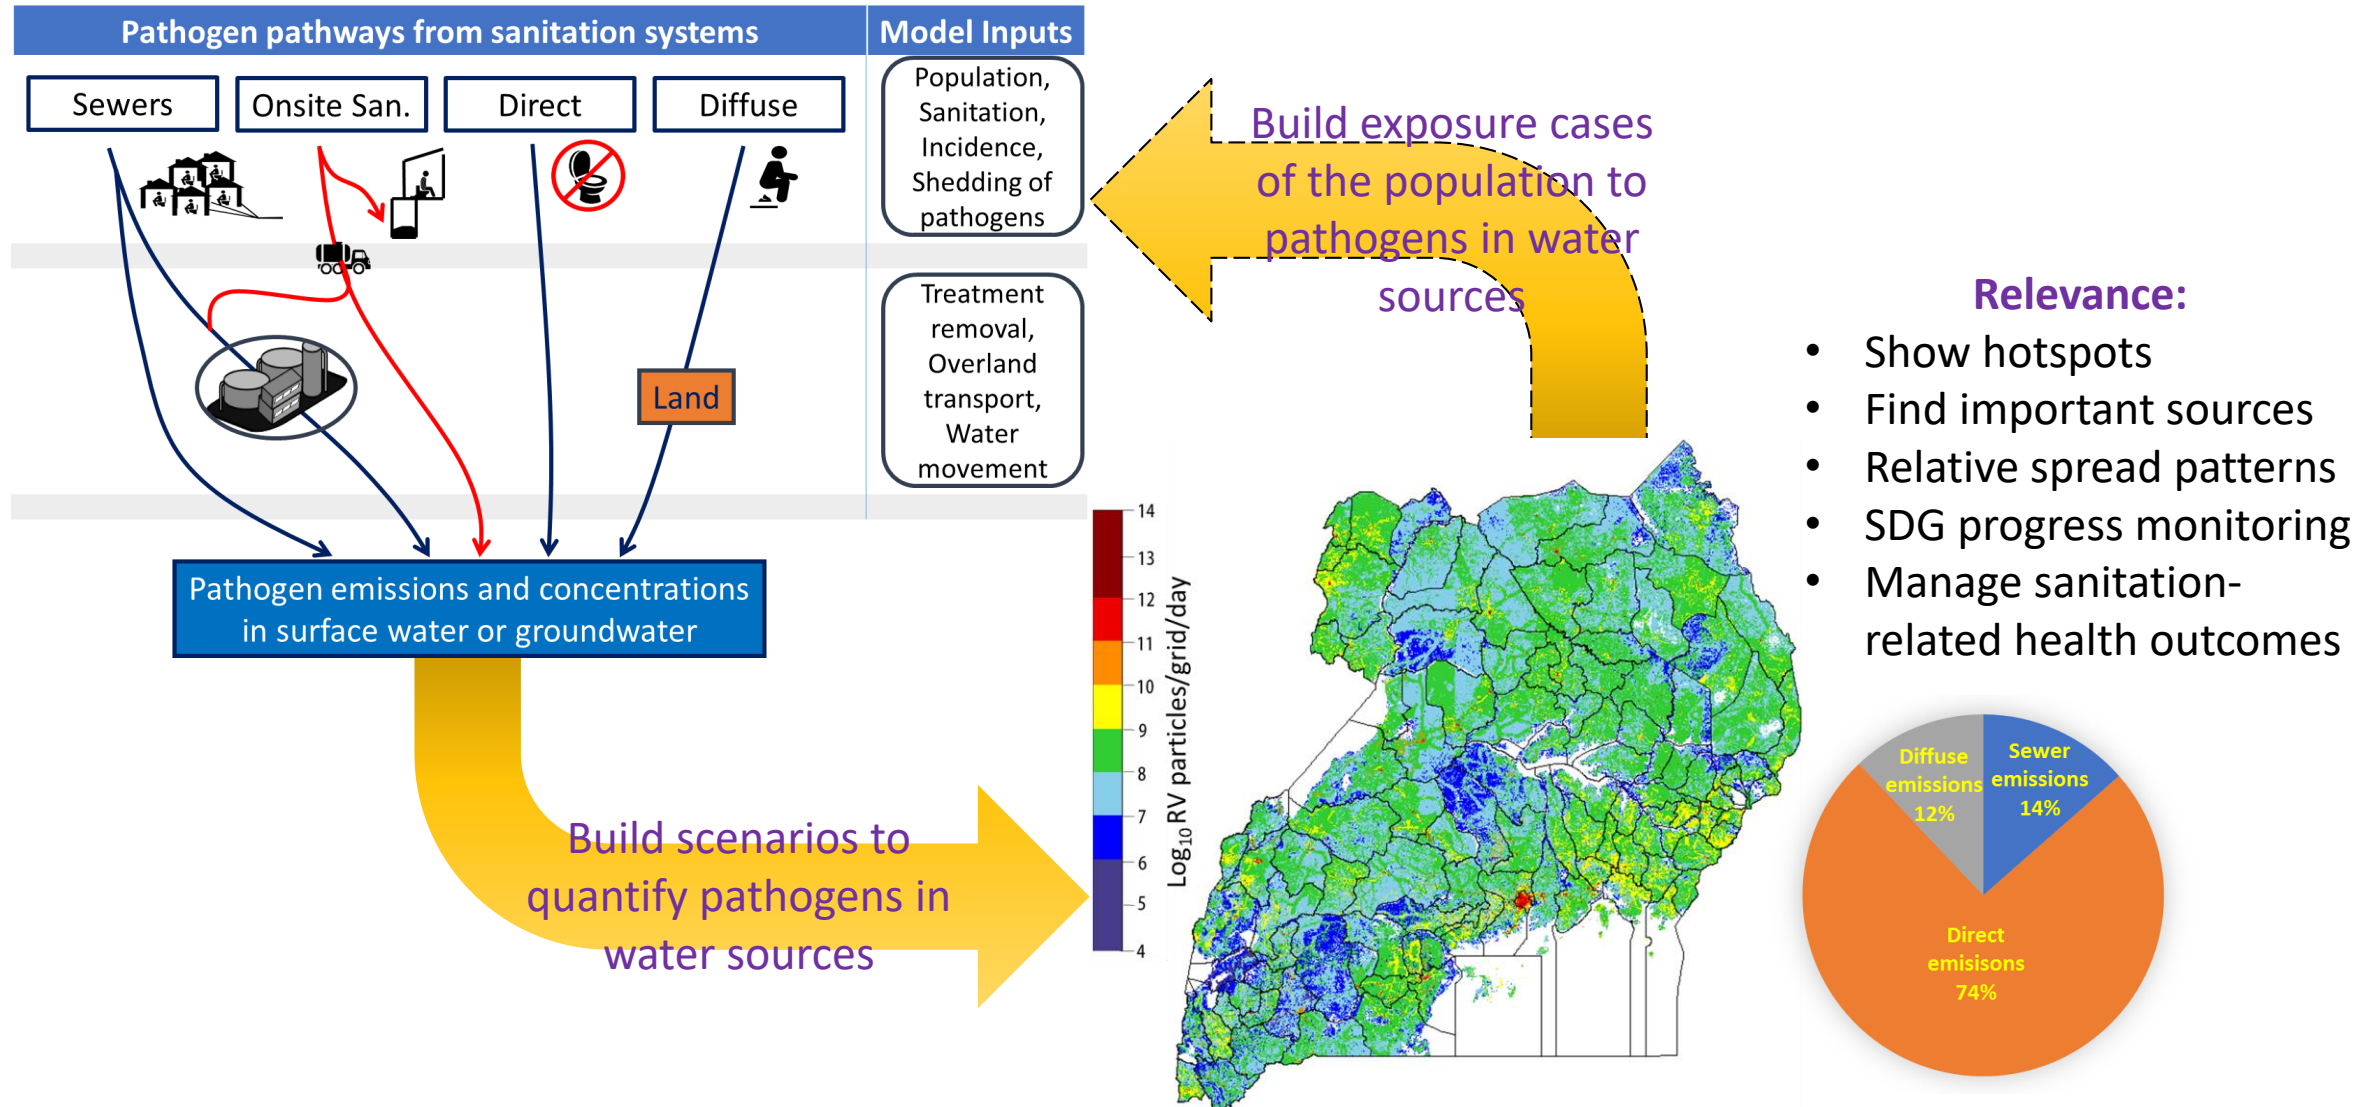 Pathogen pathways from sanitation systems
Model Inputs
Sewers
Onsite San.
Direct
Diffuse
Population,
Sanitation,
Incidence,
Shedding of
pathogens
Treatment
removal,
Overland
transport,
Water
movement
Land
Pathogen emissions and concentrations
in surface water or groundwater
Build exposure cases
of the population to
pathogens in water
sources
Build scenarios to
quantify pathogens in
water sources
14
13
12
11
10
9
8
7
6
5
4
Log₁₀ RV particles/grid/day
Relevance:
• Show hotspots
• Find important sources
• Relative spread patterns
• SDG progress monitoring
• Manage sanitation-
related health outcomes
Diffuse
emissions
12%
Sewer
emissions
14%
Direct
emisisons
74%